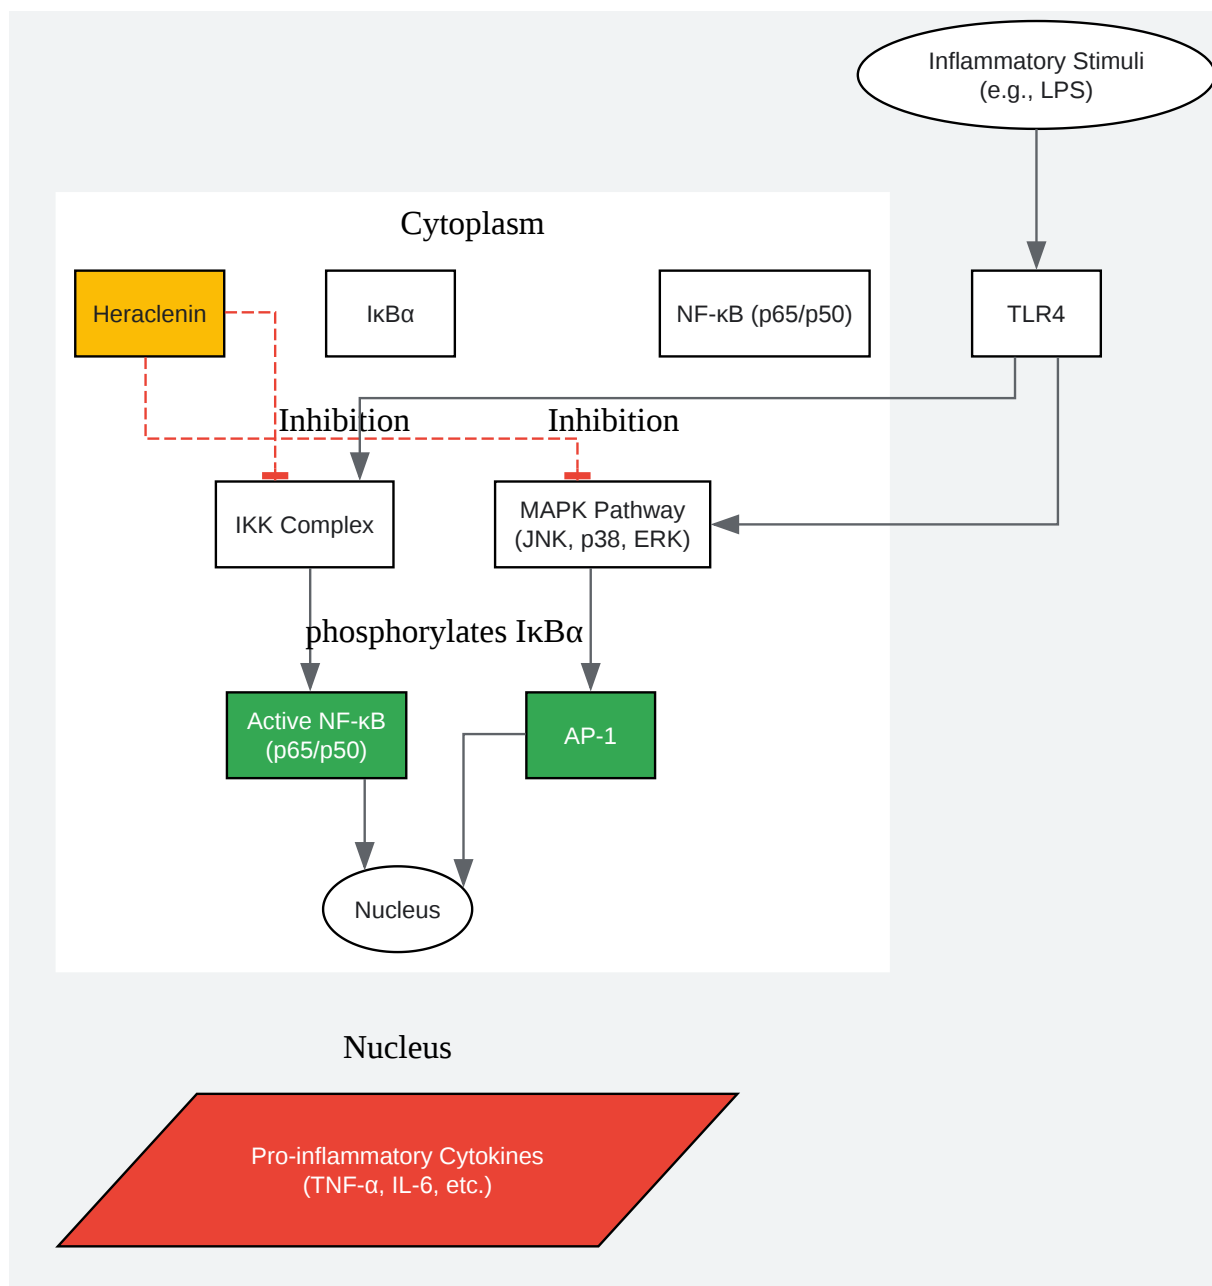 Inflammatory Stimuli
(e.g., LPS)
Cytoplasm
Heraclenin
IκBα
NF-κB (p65/p50)
TLR4
Inhibition
Inhibition
IKK Complex
MAPK Pathway
(JNK, p38, ERK)
phosphorylates IκBα
Active NF-κB
(p65/p50)
AP-1
Nucleus
Nucleus
Pro-inflammatory Cytokines
(TNF-α, IL-6, etc.)